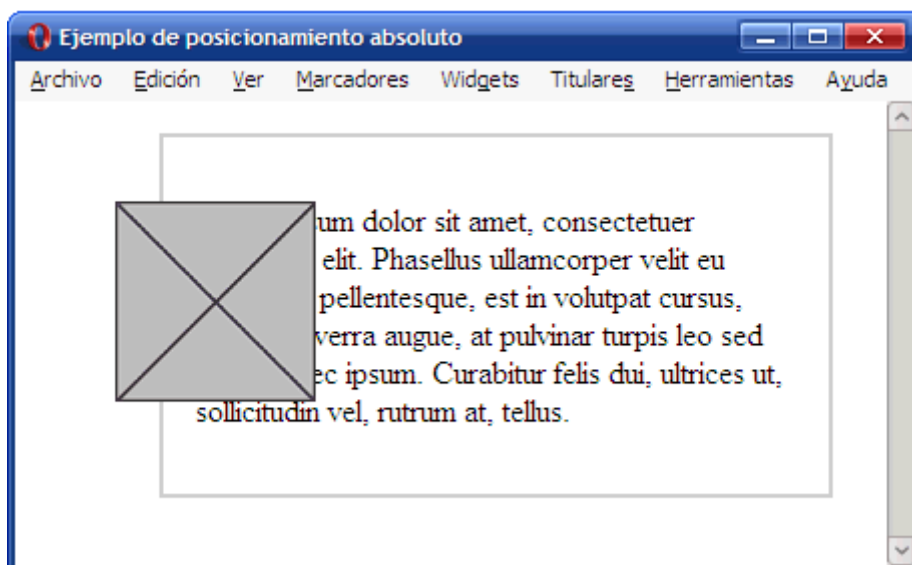 Ejemplo de posicionamiento absoluto
Archivo Edición Ver Marcadores Widgets Titulares Herramientas Ayuda
um dolor sit amet, consectetuer
elit. Phasellus ullamcorper velit eu
pellentesque, est in volutpat cursus,
verra augue, at pulvinar turpis leo sed
ec ipsum. Curabitur felis dui, ultrices ut,
sollicitudin vel, rutrum at, tellus.